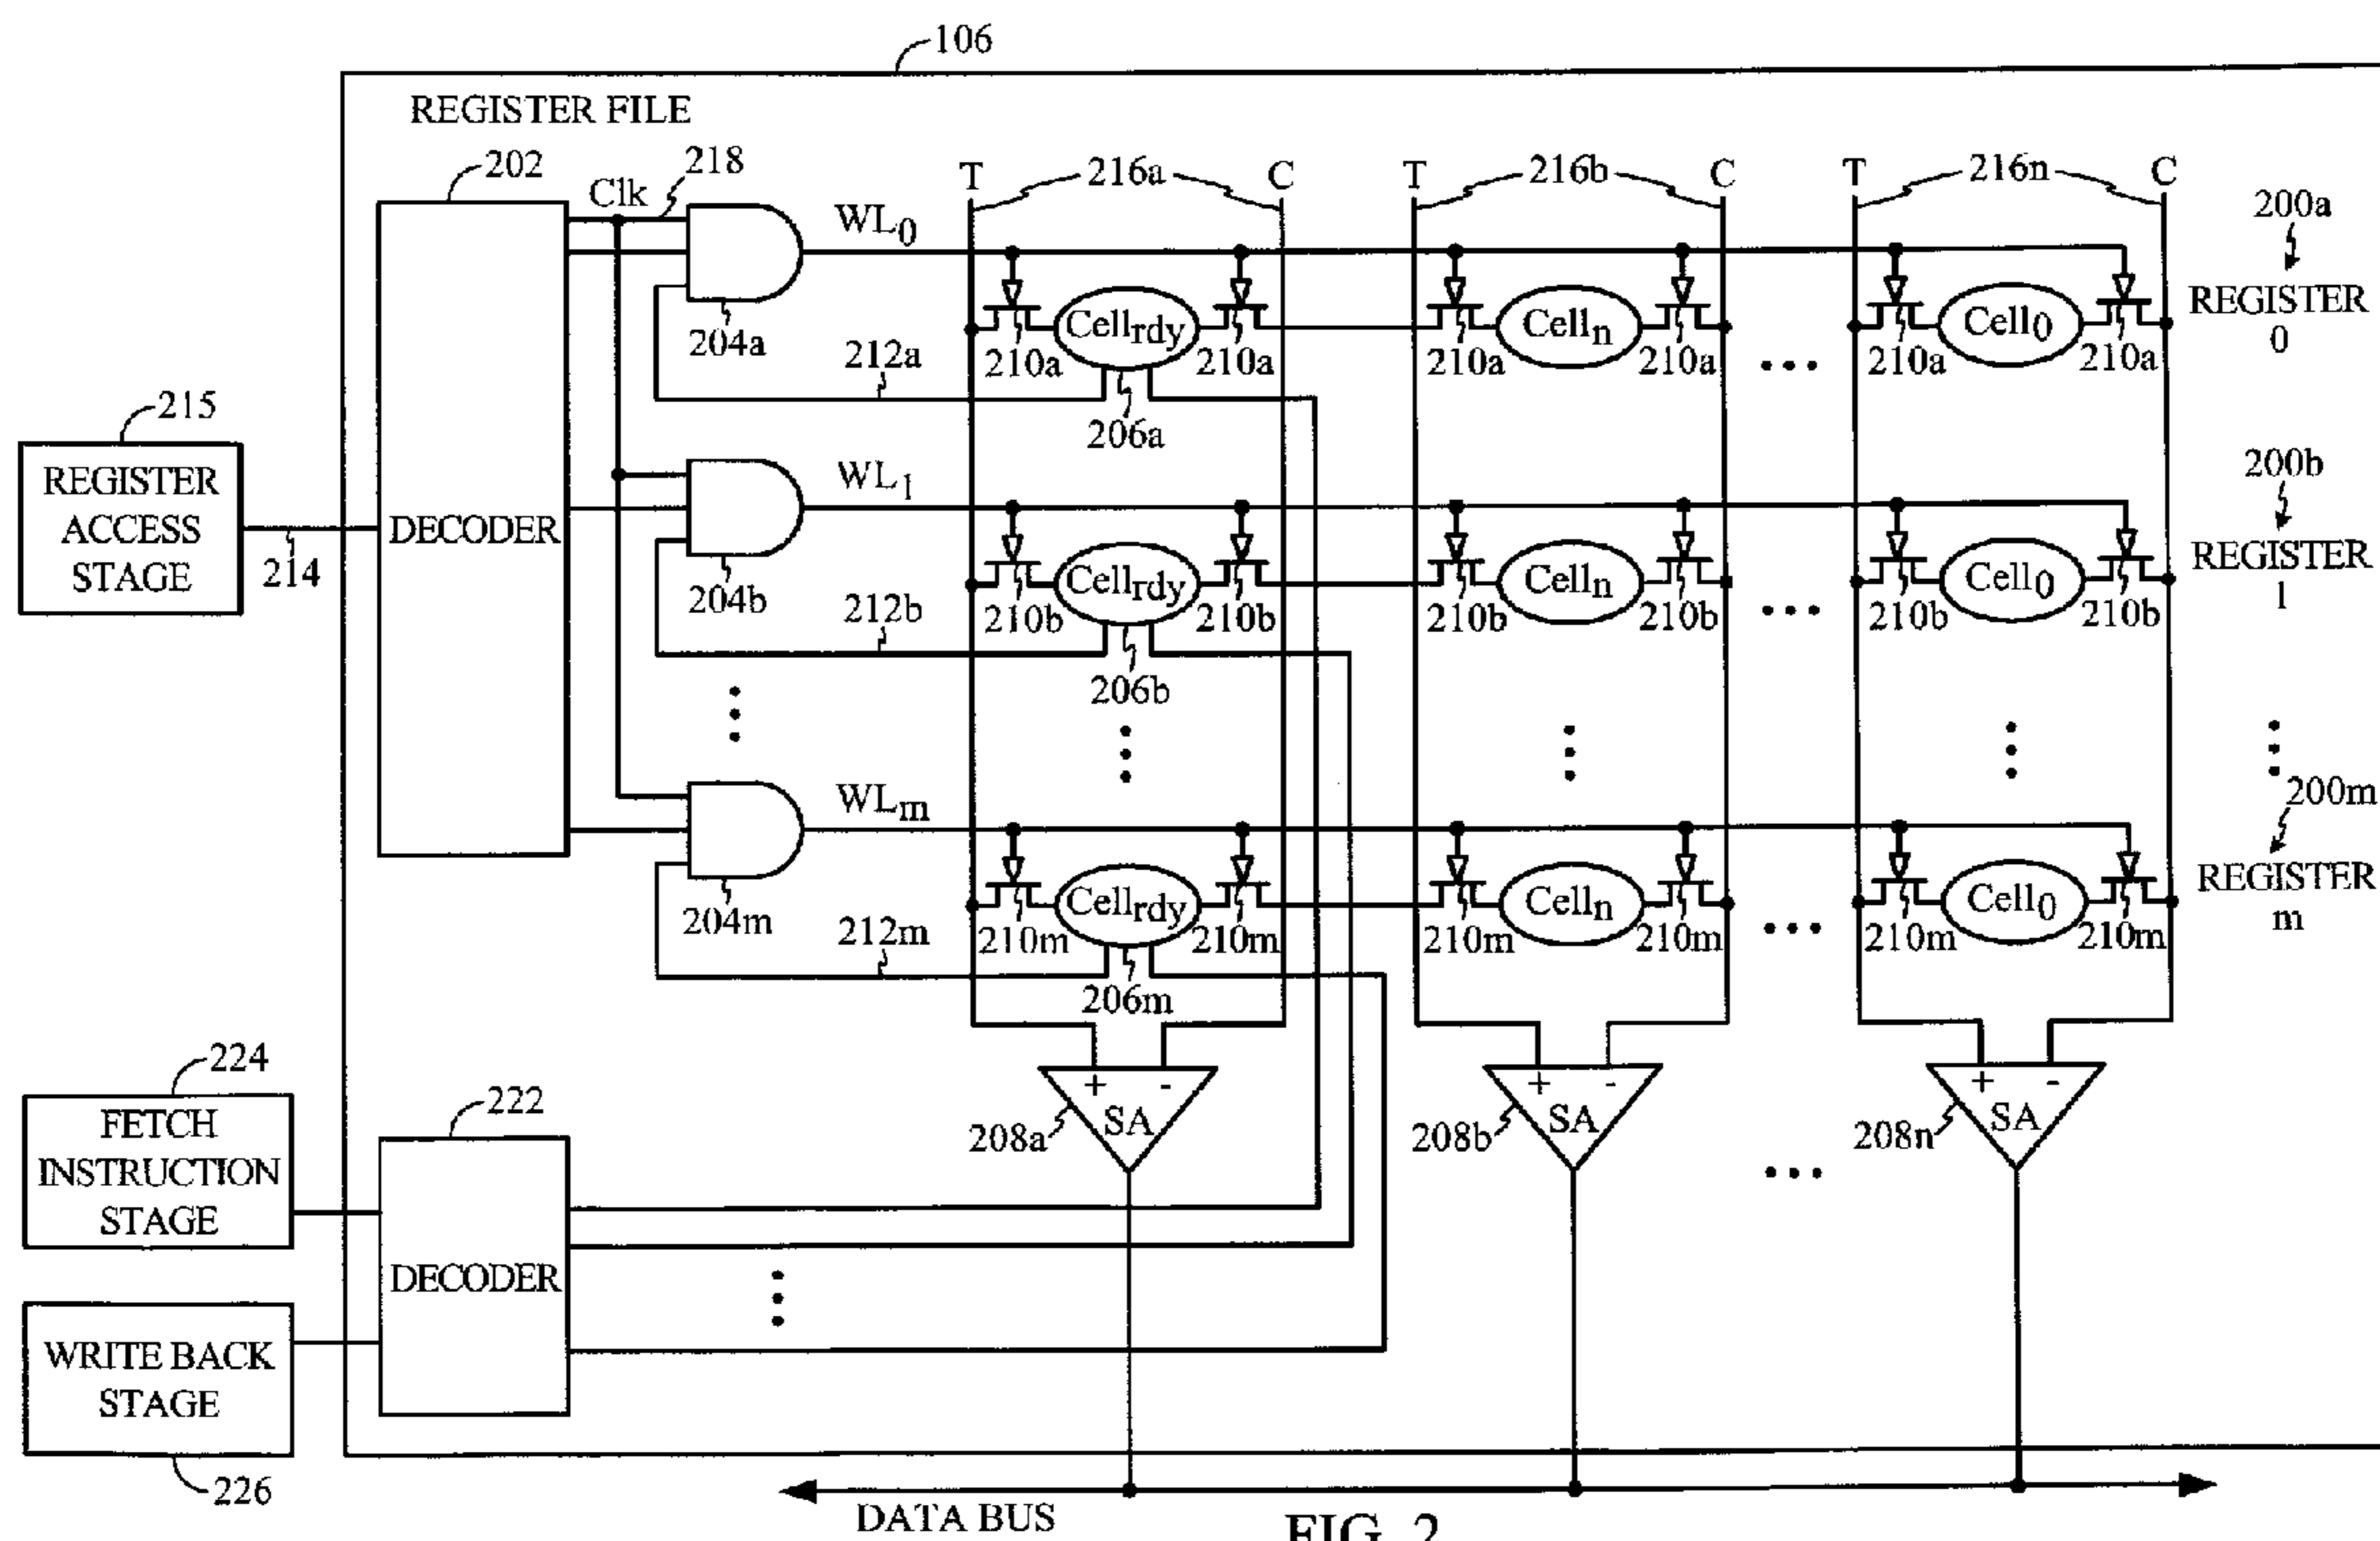 106
REGISTER FILE
202
Clk
218
T
216a
C
T
216b
C
T
216n
C
200a
REGISTER
0
WL0
204a
212a
210a
Cellrdy
210a
206a
210a
Celln
210a
210a
Cell0
210a
215
REGISTER
ACCESS
STAGE
214
DECODER
WL1
204b
212b
210b
Cellrdy
210b
206b
210b
Celln
210b
210b
Cell0
210b
200b
REGISTER
1
WLm
204m
212m
210m
Cellrdy
210m
206m
210m
Celln
210m
210m
Cell0
210m
200m
REGISTER
m
224
FETCH
INSTRUCTION
STAGE
222
DECODER
WRITE BACK
STAGE
226
208a
+ -
SA
208b
+ -
SA
208n
+ -
SA
DATA BUS
FIG. 2